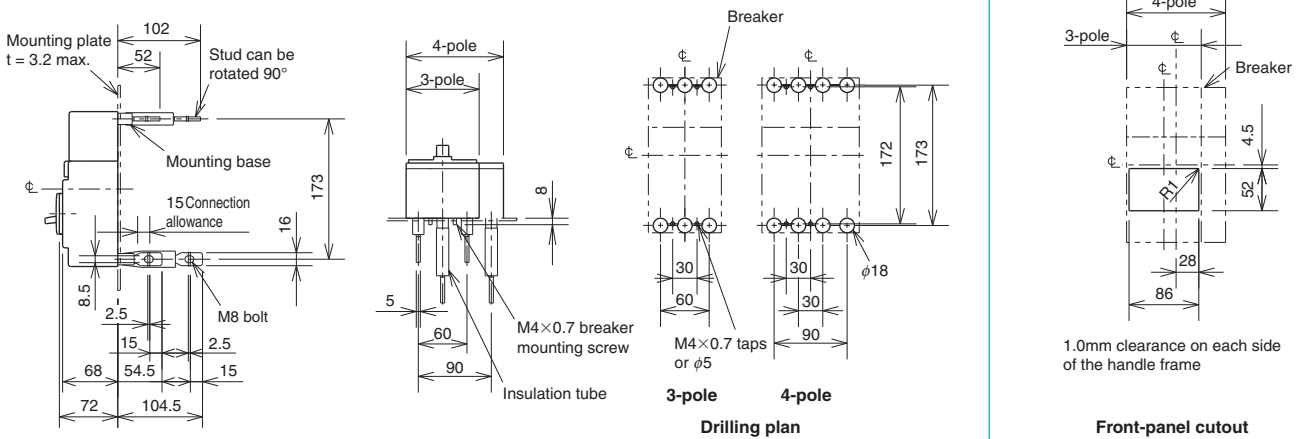 Mounting plate
t = 3.2 max.
102
52
Stud can be
rotated 90°
Mounting base
173
15 Connection
allowance
16
8.5
2.5
M8 bolt
15
2.5
68
54.5
15
72
104.5
4-pole
3-pole
8
5
60
90
M4×0.7 breaker
mounting screw
Insulation tube
Breaker
℄
℄
℄
℄
172
173
30
60
30
30
90
φ18
M4×0.7 taps
or φ5
3-pole
4-pole
Drilling plan
4-pole
3-pole
℄
℄
Breaker
℄
4.5
R1
52
28
86
1.0mm clearance on each side
of the handle frame
Front-panel cutout